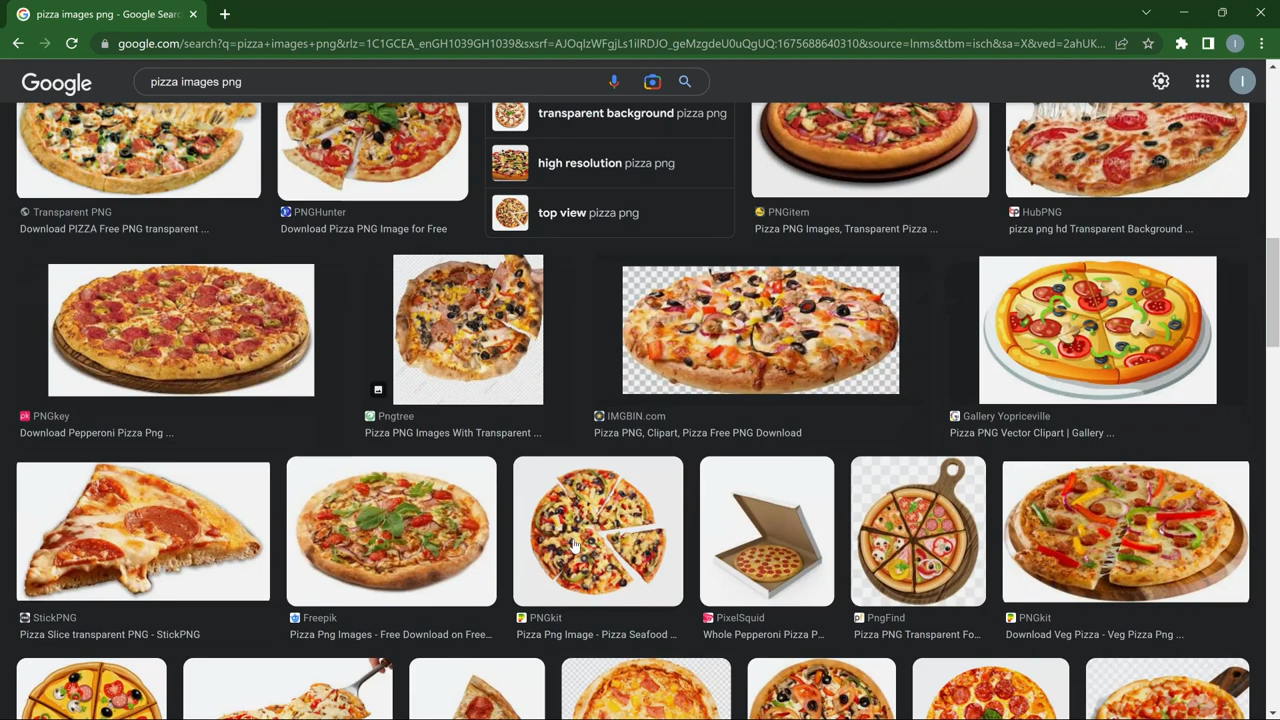 pizza images png - Google Sear
google.com/search?q=pizza+images+png&rlz=1C1GCEA_enGH1039GH1039&sxsrf=AJOqlzWFgjLs1iIRDJO_geMzgdeU0uQgUQ:1675688640310&source=lnms&tbm=isch&sa=X&ved=2ahUK...
Google
pizza images png
transparent background pizza png
high resolution pizza png
top view pizza png
Transparent PNG
Download PIZZA Free PNG transparent ...
PNGHunter
Download Pizza PNG Image for Free
PNGitem
Pizza PNG Images, Transparent Pizza ...
HubPNG
pizza png hd Transparent Background ...
pk PNGkey
Download Pepperoni Pizza Png ...
Pngtree
Pizza PNG Images With Transparent ...
IMGBIN.com
Pizza PNG, Clipart, Pizza Free PNG Download
Gallery Yopriceville
Pizza PNG Vector Clipart | Gallery ...
StickPNG
Pizza Slice transparent PNG - StickPNG
Freepik
Pizza Png Images - Free Download on Free...
PNGkit
Pizza Png Image - Pizza Seafood ...
PixelSquid
Whole Pepperoni Pizza P...
PngFind
Pizza PNG Transparent Fo...
PNGkit
Download Veg Pizza - Veg Pizza Png ...